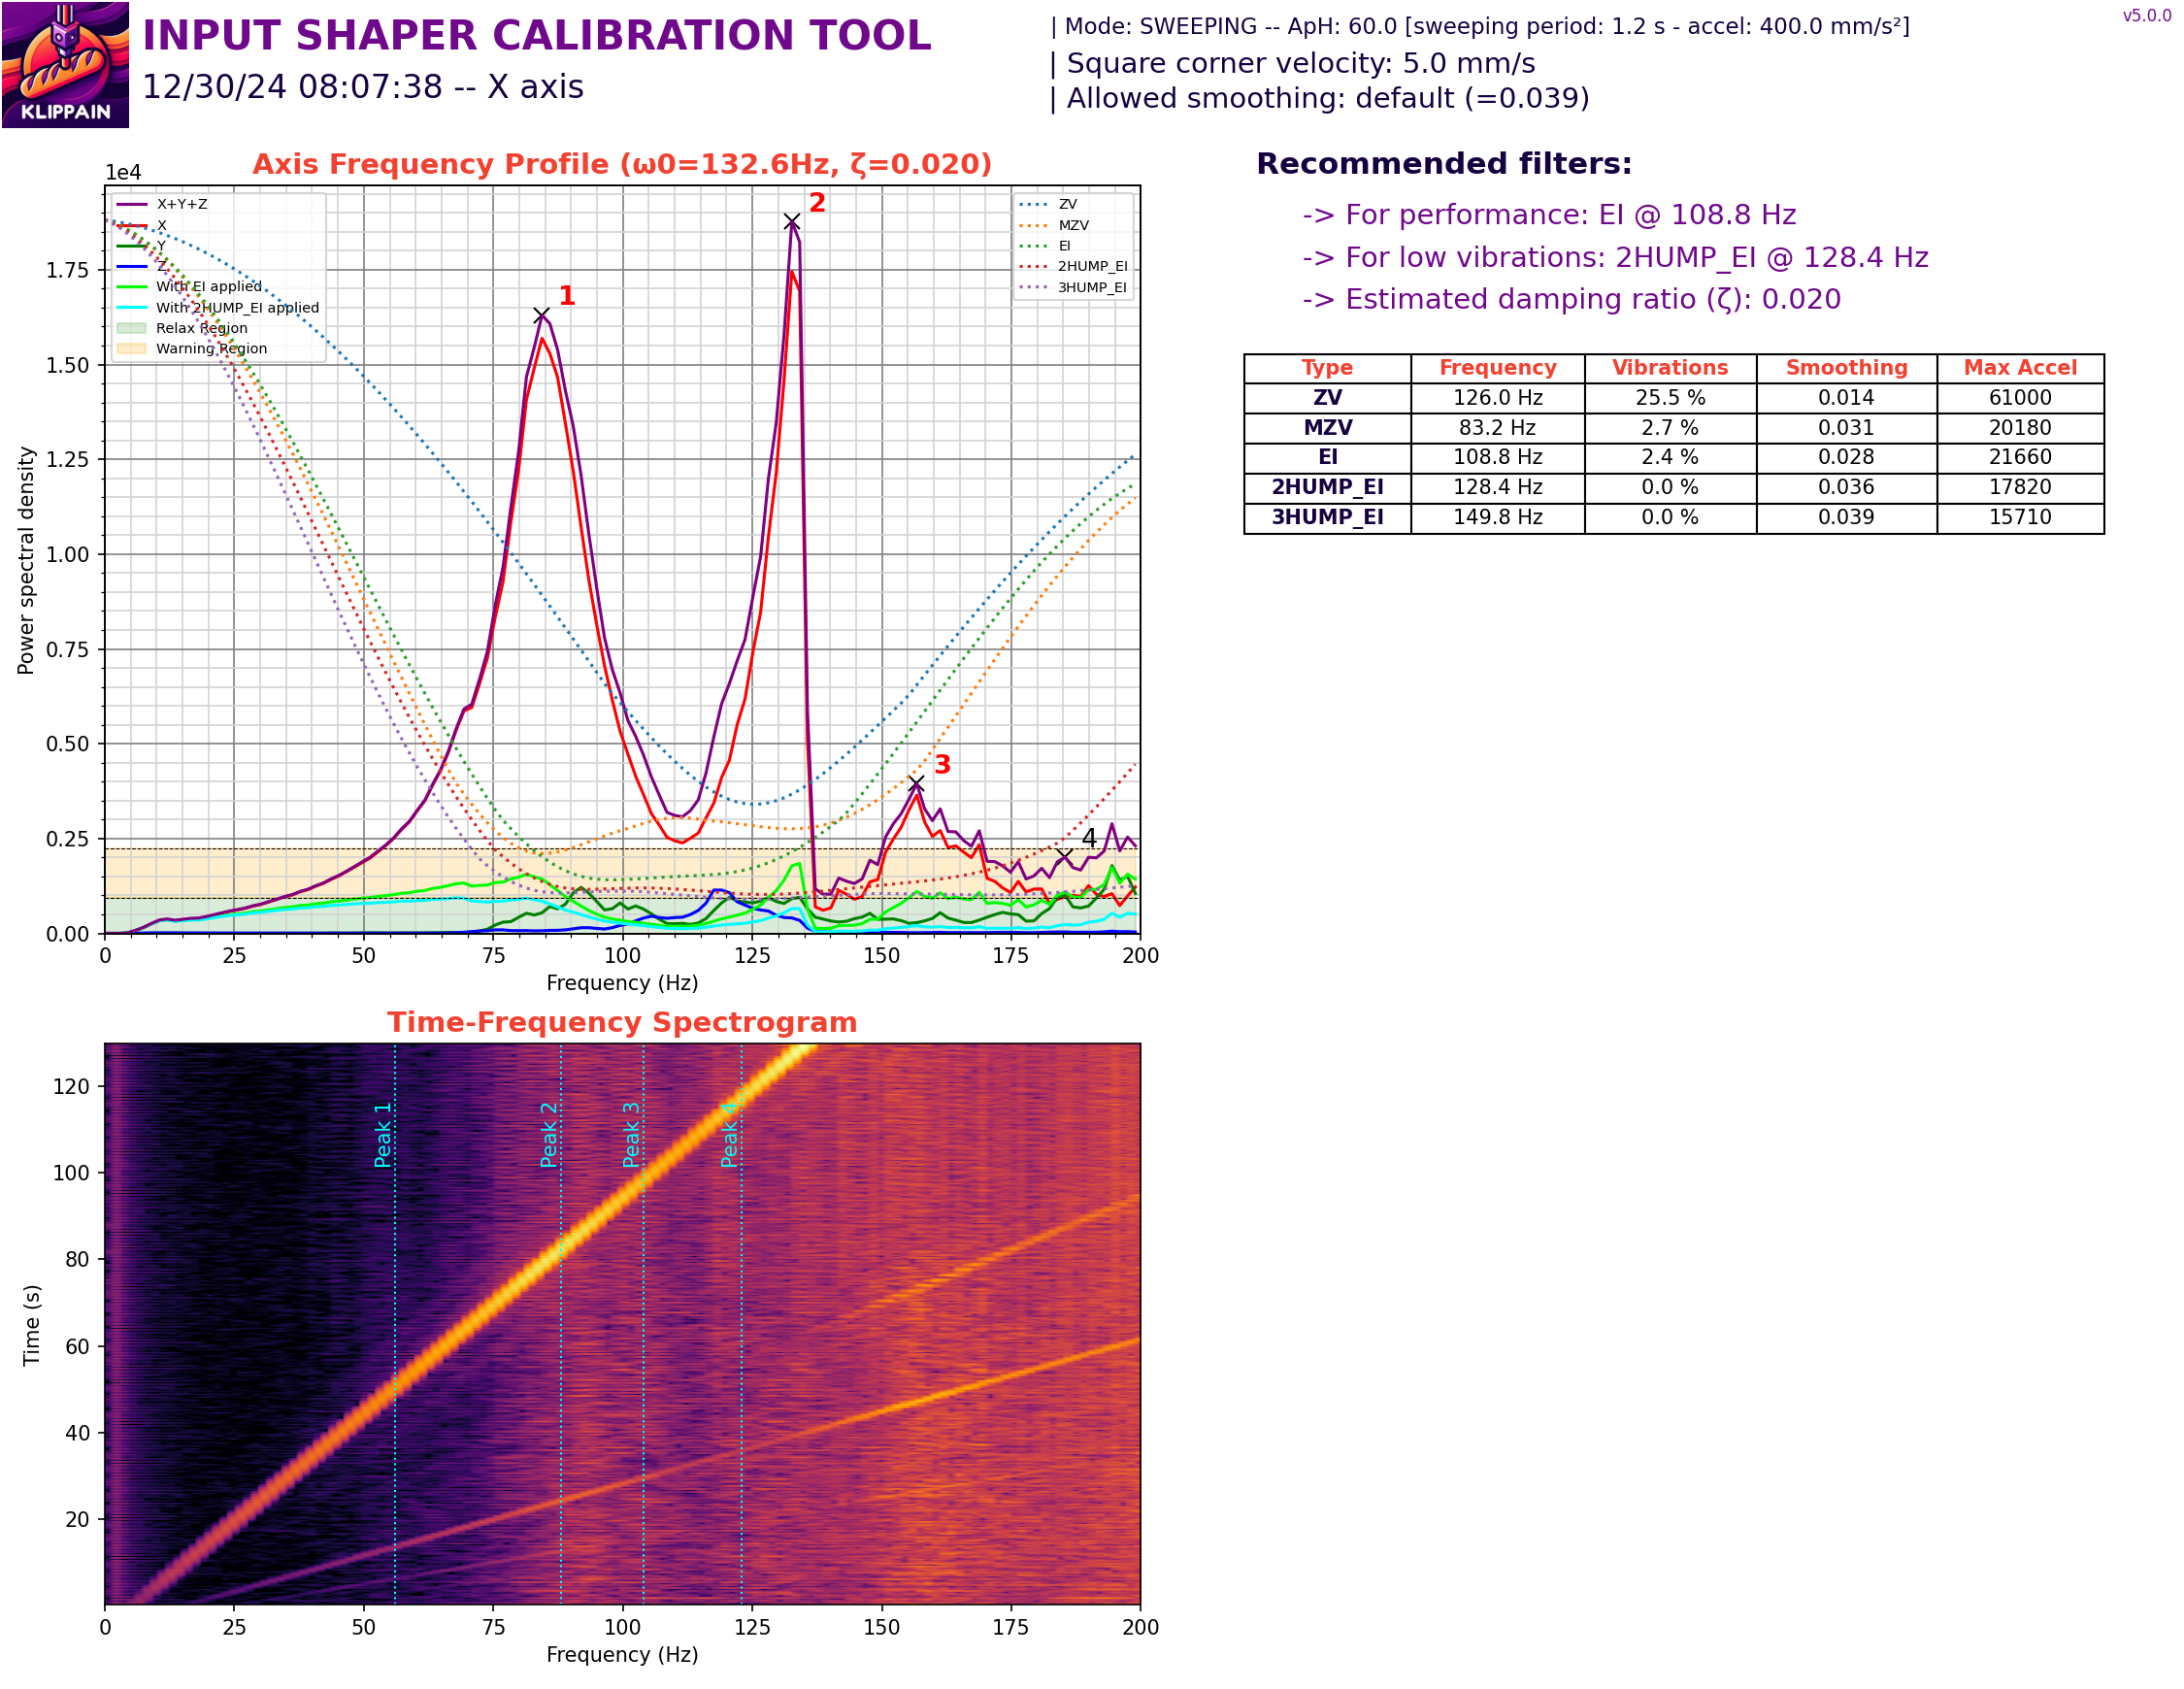 INPUT SHAPER CALIBRATION TOOL
12/30/24 08:07:38 -- X axis
KLIPPAIN
| Mode: SWEEPING -- ApH: 60.0 [sweeping period: 1.2 s - accel: 400.0 mm/s²]
| Square corner velocity: 5.0 mm/s
| Allowed smoothing: default (=0.039)
v5.0.0
Axis Frequency Profile (ω0=132.6Hz, ζ=0.020)
1e4
X+Y+Z
X
Y
Z
With EI applied
With 2HUMP_EI applied
Relax Region
Warning Region
ZV
MZV
EI
2HUMP_EI
3HUMP_EI
1
2
3
4
1.75
1.50
1.25
1.00
0.75
0.50
0.25
0.00
Power spectral density
0 25 50 75 100 125 150 175 200
Frequency (Hz)
Recommended filters:
-> For performance: EI @ 108.8 Hz
-> For low vibrations: 2HUMP_EI @ 128.4 Hz
-> Estimated damping ratio (ζ): 0.020
Type Frequency Vibrations Smoothing Max Accel
ZV 126.0 Hz 25.5 % 0.014 61000
MZV 83.2 Hz 2.7 % 0.031 20180
EI 108.8 Hz 2.4 % 0.028 21660
2HUMP_EI 128.4 Hz 0.0 % 0.036 17820
3HUMP_EI 149.8 Hz 0.0 % 0.039 15710
Time-Frequency Spectrogram
Peak 1
Peak 2
Peak 3
Peak 4
120
100
80
60
40
20
Time (s)
0 25 50 75 100 125 150 175 200
Frequency (Hz)